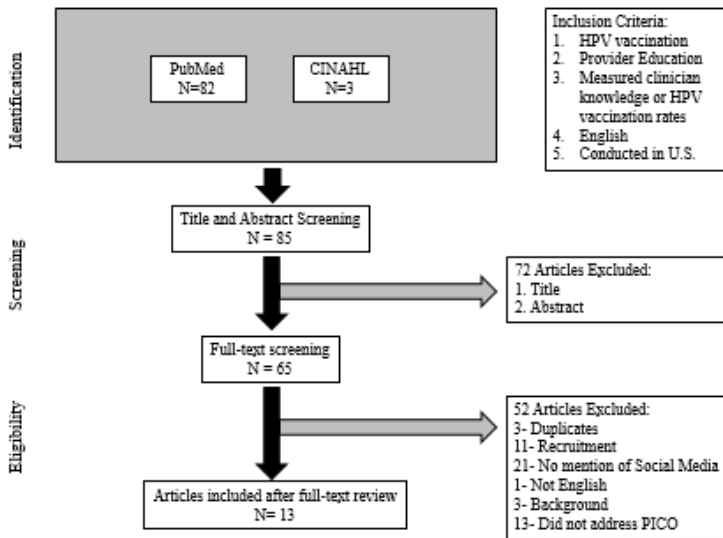 Identification
PubMed
N=82
CINAHL
N=3
Inclusion Criteria:
1. HPV vaccination
2. Provider Education
3. Measured clinician
knowledge or HPV
vaccination rates
4. English
5. Conducted in U.S.
Title and Abstract Screening
N = 85
Screening
72 Articles Excluded:
1. Title
2. Abstract
Full-text screening
N = 65
Eligibility
52 Articles Excluded:
3- Duplicates
11- Recruitment
21- No mention of Social Media
1- Not English
3- Background
13- Did not address PICO
Articles included after full-text review
N= 13